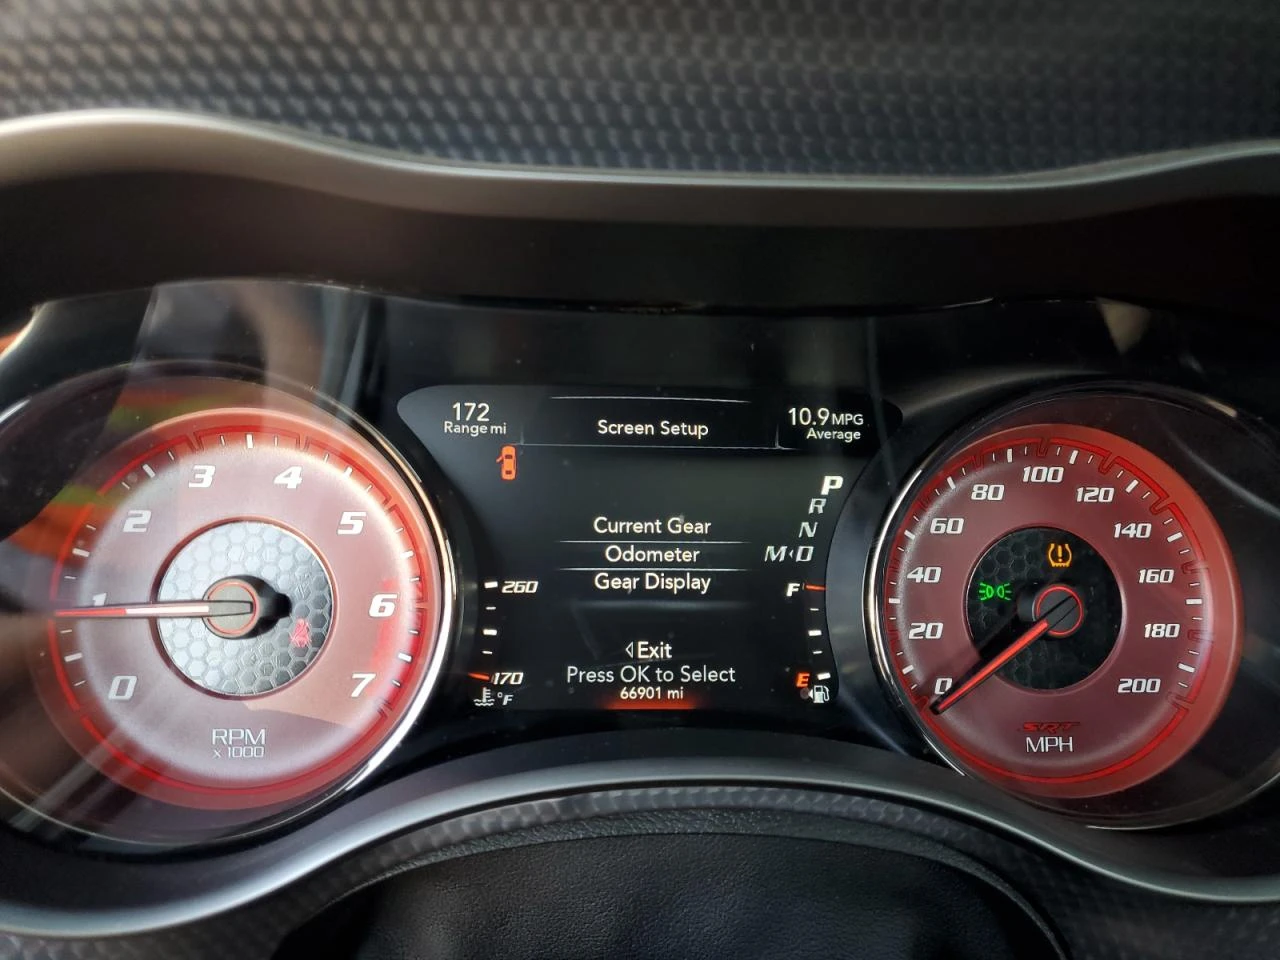 172
Range mi
Screen Setup
10.9 MPG
Average
P
R
N
M‹D
Current Gear
Odometer
Gear Display
◁Exit
Press OK to Select
66901 mi
260
170
°F
F
E
0
1
2
3
4
5
6
7
RPM
x 1000
0
20
40
60
80
100
120
140
160
180
200
SRT
MPH